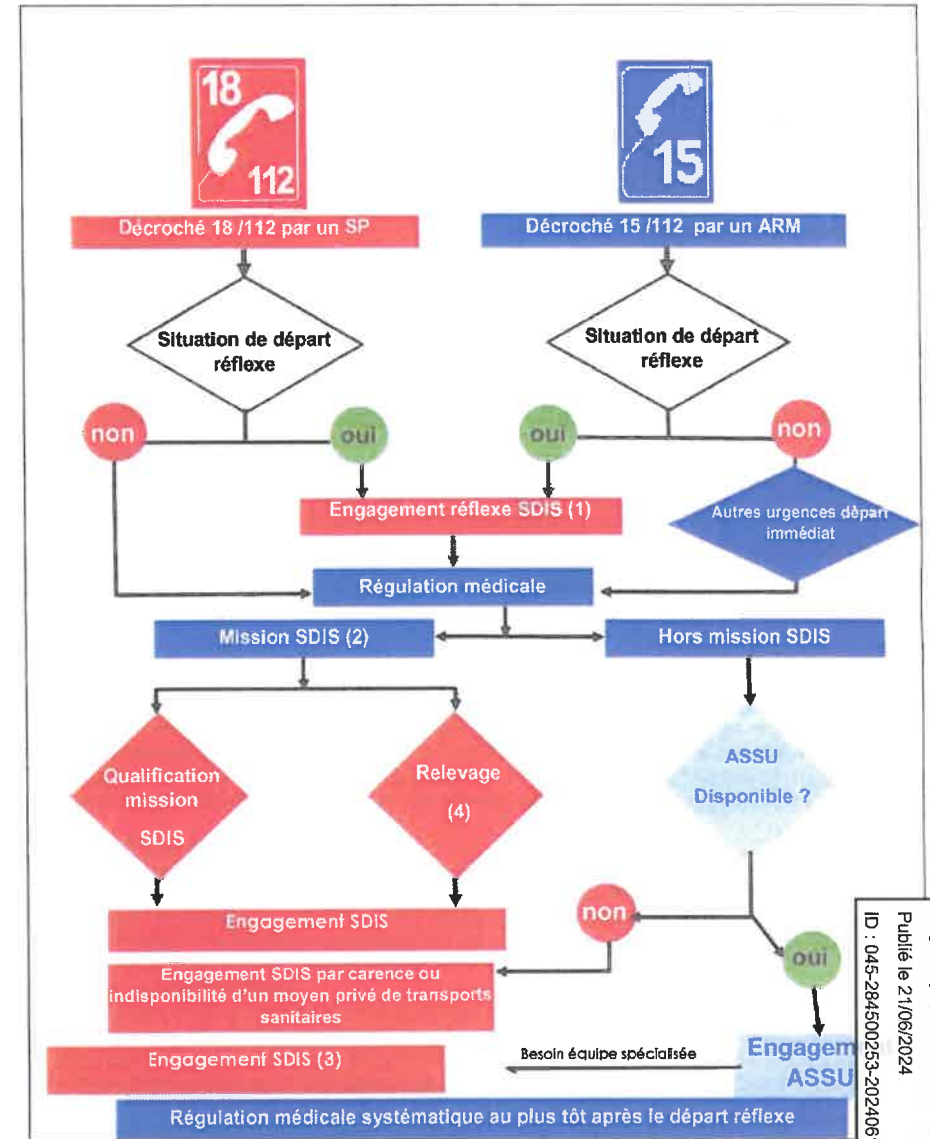 18
112
15
Décroché 18 /112 par un SP
Décroché 15 /112 par un ARM
Situation de départ
réflexe
Situation de départ
réflexe
non
oui
oui
non
Engagement réflexe SDIS (1)
Autres urgences départ
immédiat
Régulation médicale
Mission SDIS (2)
Hors mission SDIS
Qualification
mission
SDIS
Relevage
(4)
ASSU
Disponible ?
non
oui
Engagement SDIS
Engagement SDIS par carence ou
indisponibilité d'un moyen privé de transports
sanitaires
Engagement SDIS (3)
Besoin équipe spécialisée
ASSU
Régulation médicale systématique au plus tôt après le départ réflexe
Publié le 21/06/2024
ID : 045-284500253-202406